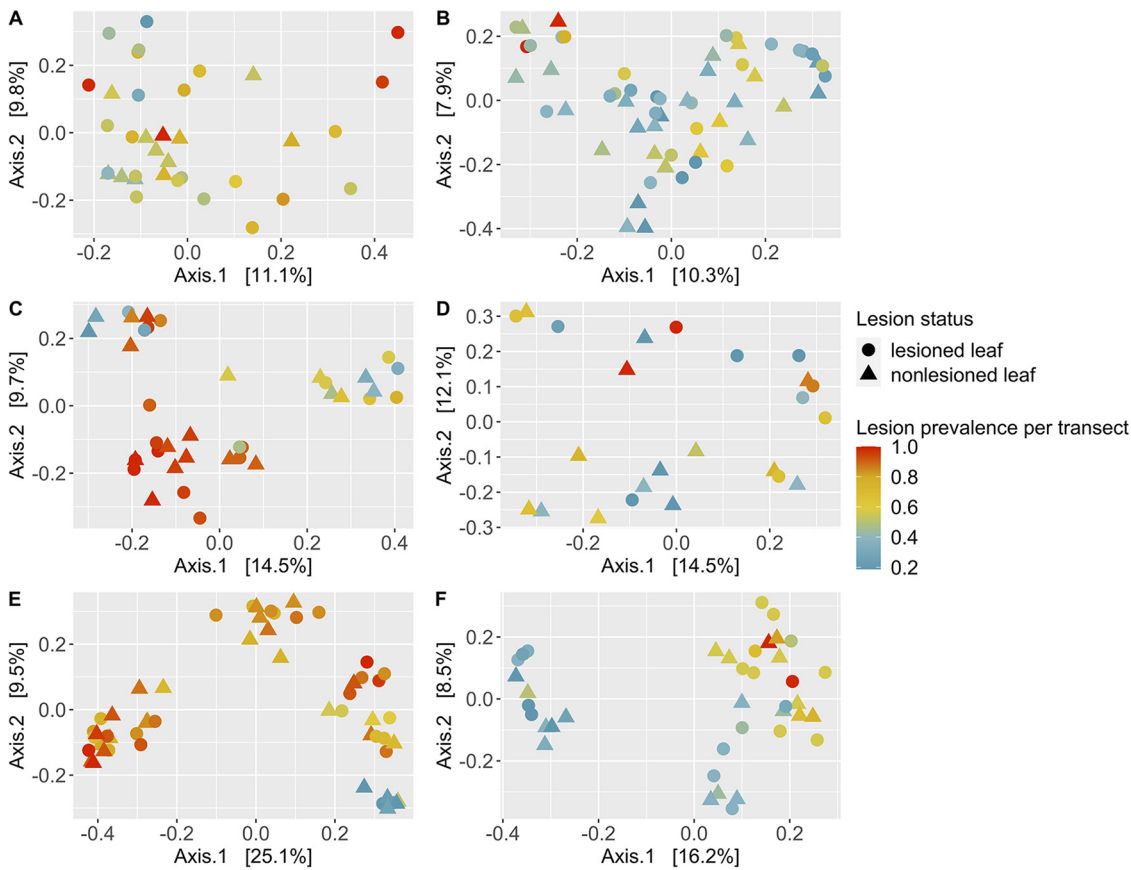 A
0.2
0.0
-0.2
Axis.2 [9.8%]
-0.2
0.0
0.2
0.4
Axis.1 [11.1%]
B
0.2
0.0
-0.2
-0.4
Axis.2 [7.9%]
-0.2
0.0
0.2
Axis.1 [10.3%]
C
0.2
0.0
-0.2
Axis.2 [9.7%]
-0.2
0.0
0.2
0.4
Axis.1 [14.5%]
D
0.3
0.2
0.1
0.0
-0.1
-0.2
-0.3
Axis.2 [12.1%]
-0.2
0.0
0.2
Axis.1 [14.5%]
Lesion status
lesioned leaf
nonlesioned leaf
Lesion prevalence per transect
1.0
0.8
0.6
0.4
0.2
E
0.2
0.0
-0.2
Axis.2 [9.5%]
-0.4
-0.2
0.0
0.2
Axis.1 [25.1%]
F
0.2
0.0
-0.2
Axis.2 [8.5%]
-0.4
-0.2
0.0
0.2
Axis.1 [16.2%]